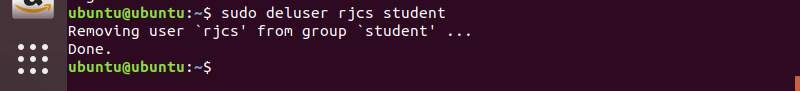 ubuntu@ubuntu:~$ sudo deluser rjcs student
Removing user `rjcs' from group `student' ...
Done.
ubuntu@ubuntu:~$